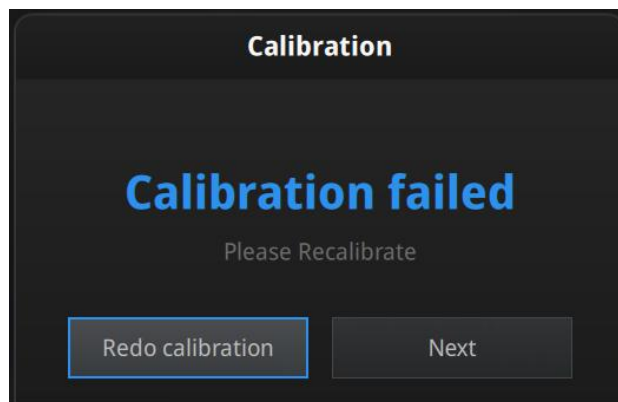 Calibration
Calibration failed
Please Recalibrate
Redo calibration
Next